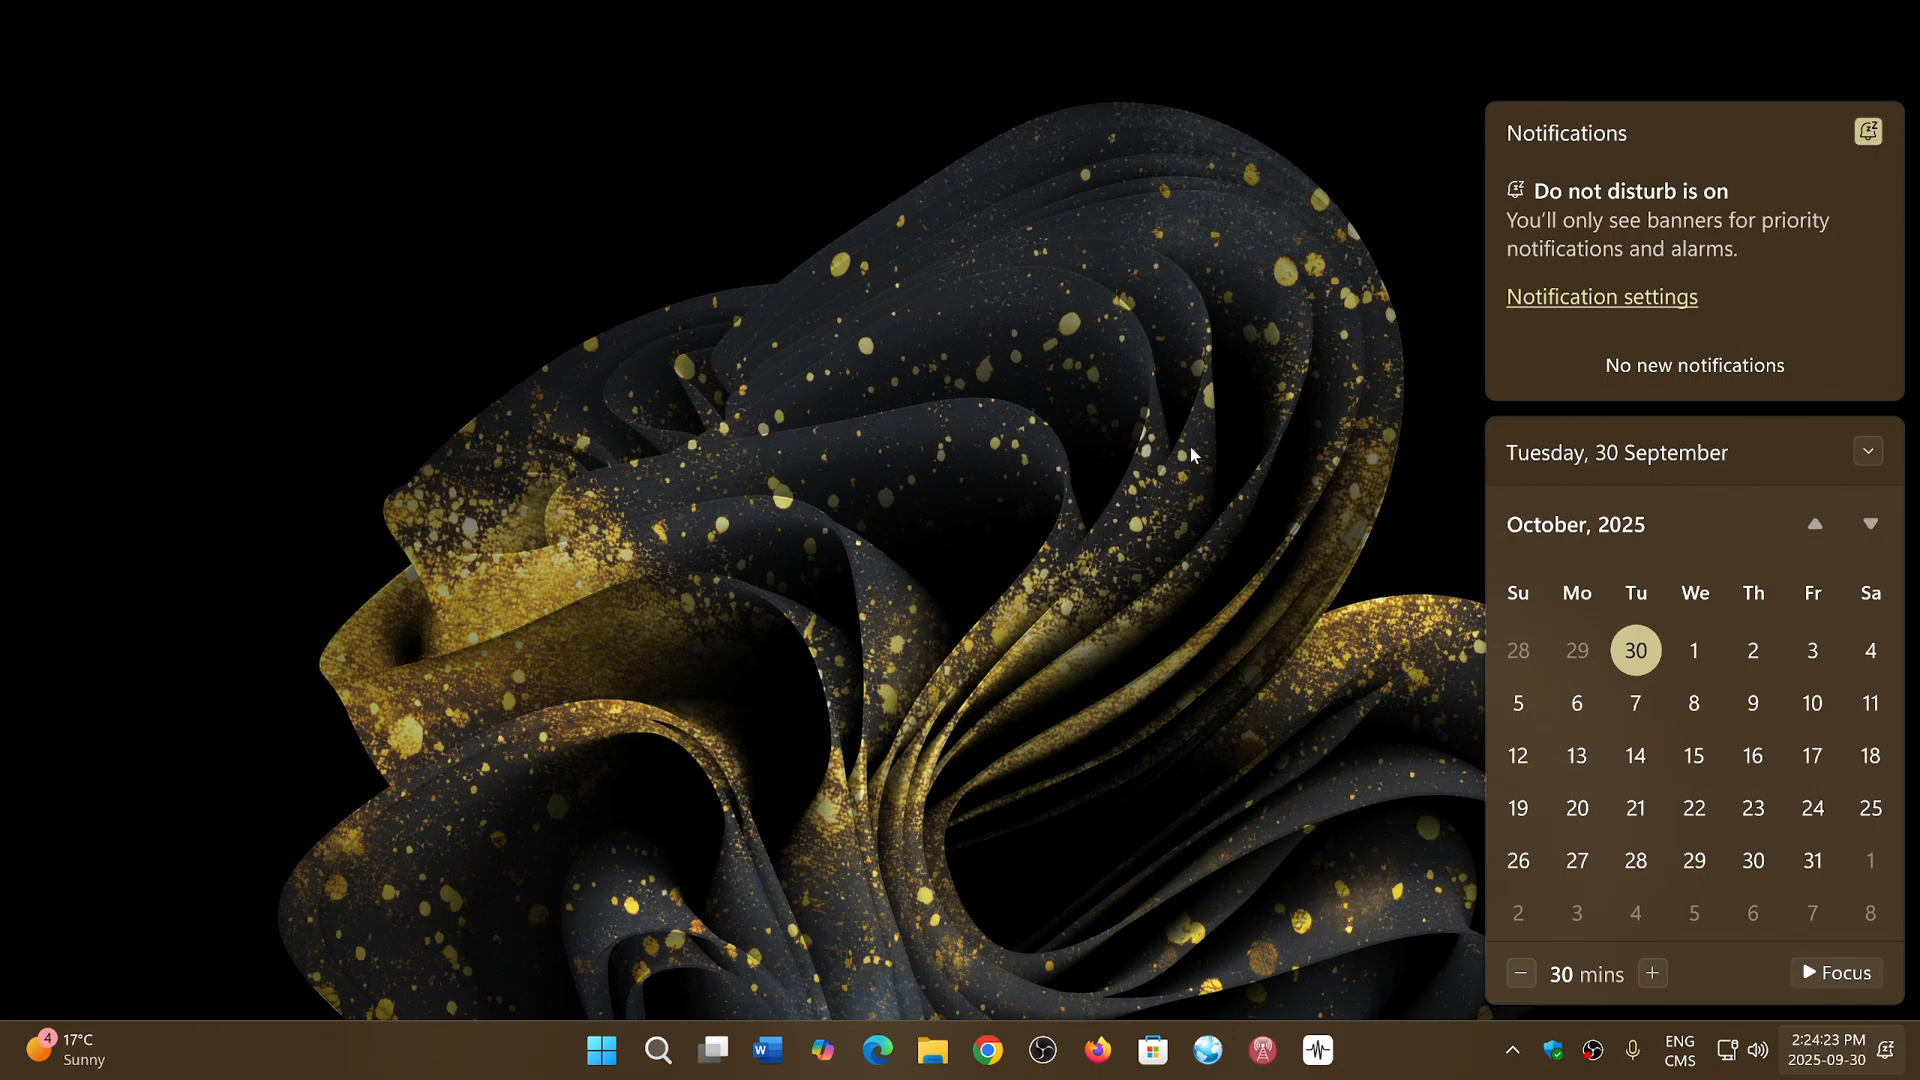 Notifications
Do not disturb is on
You'll only see banners for priority
notifications and alarms.
Notification settings
No new notifications
Tuesday, 30 September
October, 2025
Su Mo Tu We Th Fr Sa
28 29 30 1 2 3 4
5 6 7 8 9 10 11
12 13 14 15 16 17 18
19 20 21 22 23 24 25
26 27 28 29 30 31 1
2 3 4 5 6 7 8
30 mins
Focus
4
17°C
Sunny
ENG
CMS
2:24:23 PM
2025-09-30